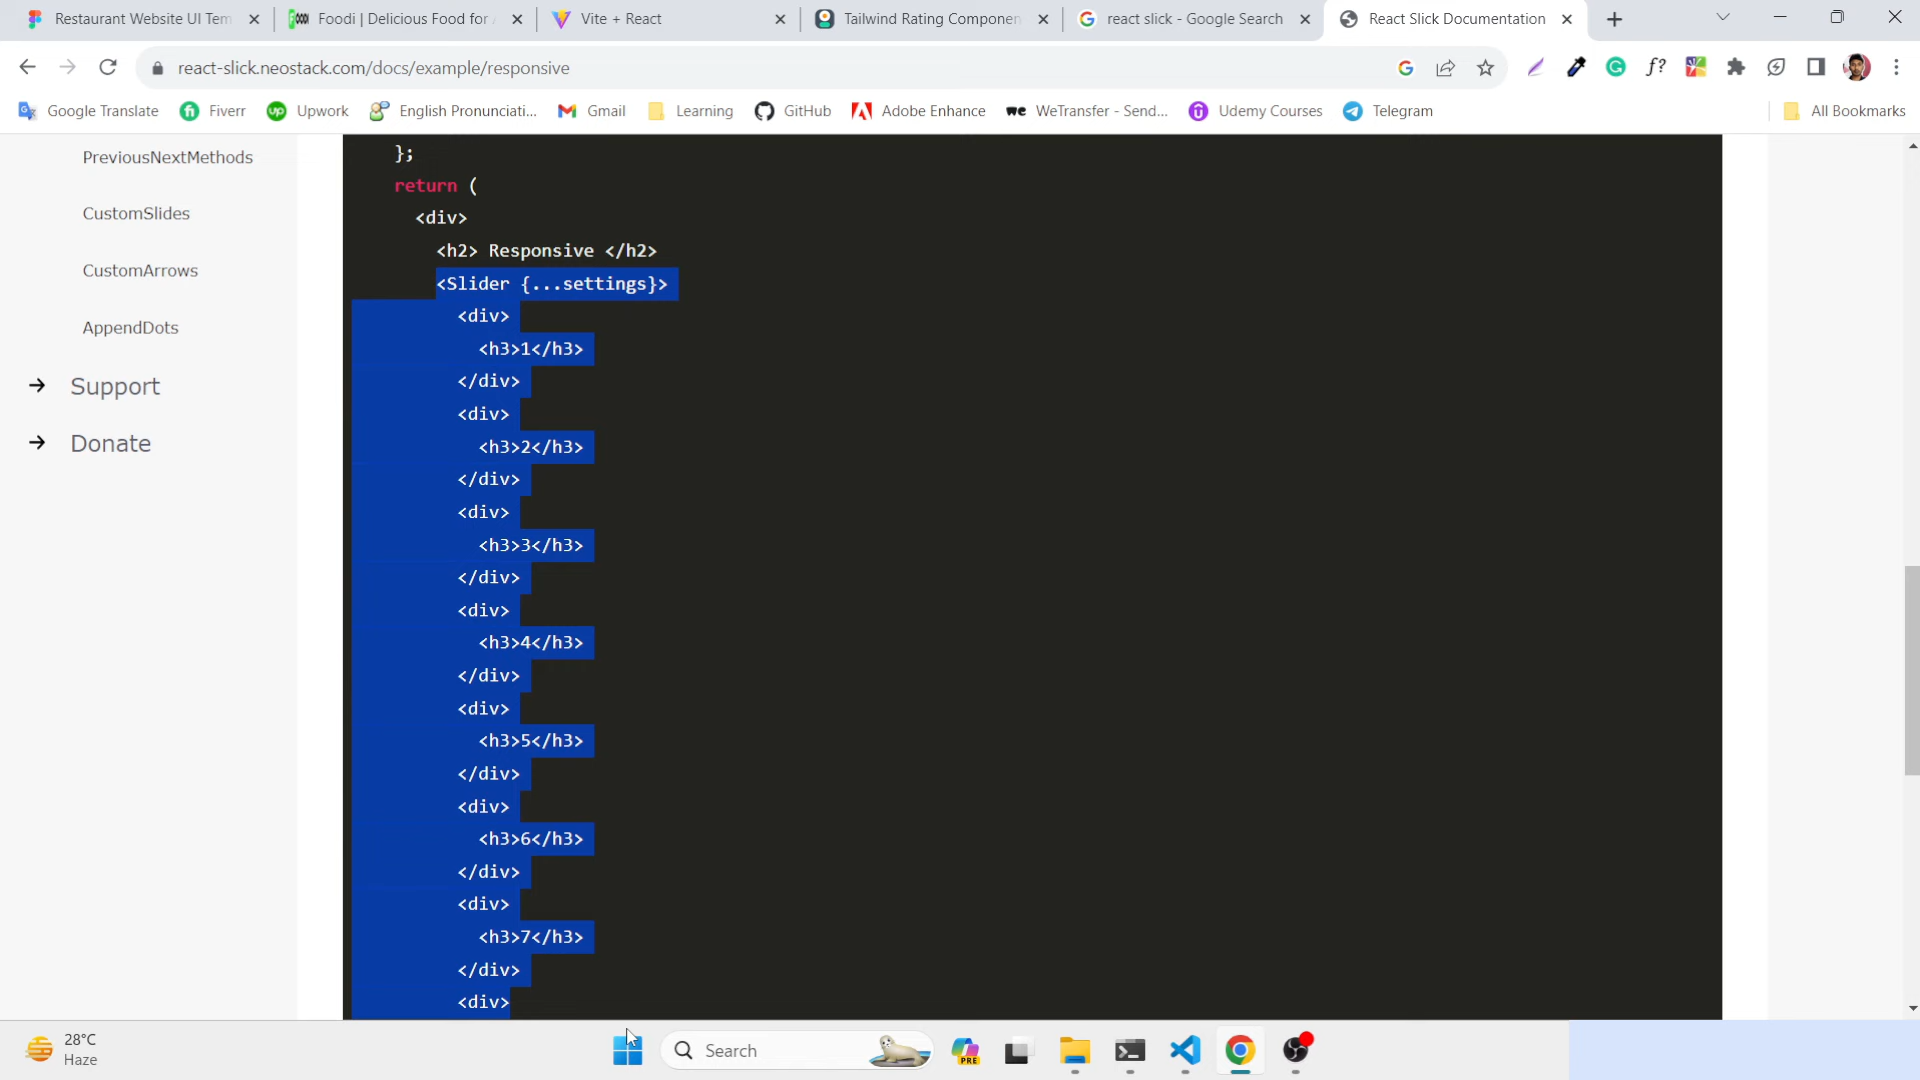 Restaurant Website UI Tem
Foodi | Delicious Food for A
Vite + React
Tailwind Rating Componen
react slick - Google Search
React Slick Documentation
react-slick.neostack.com/docs/example/responsive
Google Translate
Fiverr
Upwork
English Pronunciati...
Gmail
Learning
GitHub
Adobe Enhance
WeTransfer - Send...
Udemy Courses
Telegram
All Bookmarks
PreviousNextMethods
CustomSlides
CustomArrows
AppendDots
Support
Donate
};
return (
<div>
<h2> Responsive </h2>
<Slider {...settings}>
<div>
<h3>1</h3>
</div>
<div>
<h3>2</h3>
</div>
<div>
<h3>3</h3>
</div>
<div>
<h3>4</h3>
</div>
<div>
<h3>5</h3>
</div>
<div>
<h3>6</h3>
</div>
<div>
<h3>7</h3>
</div>
<div>
28°C
Haze
Search
PRE